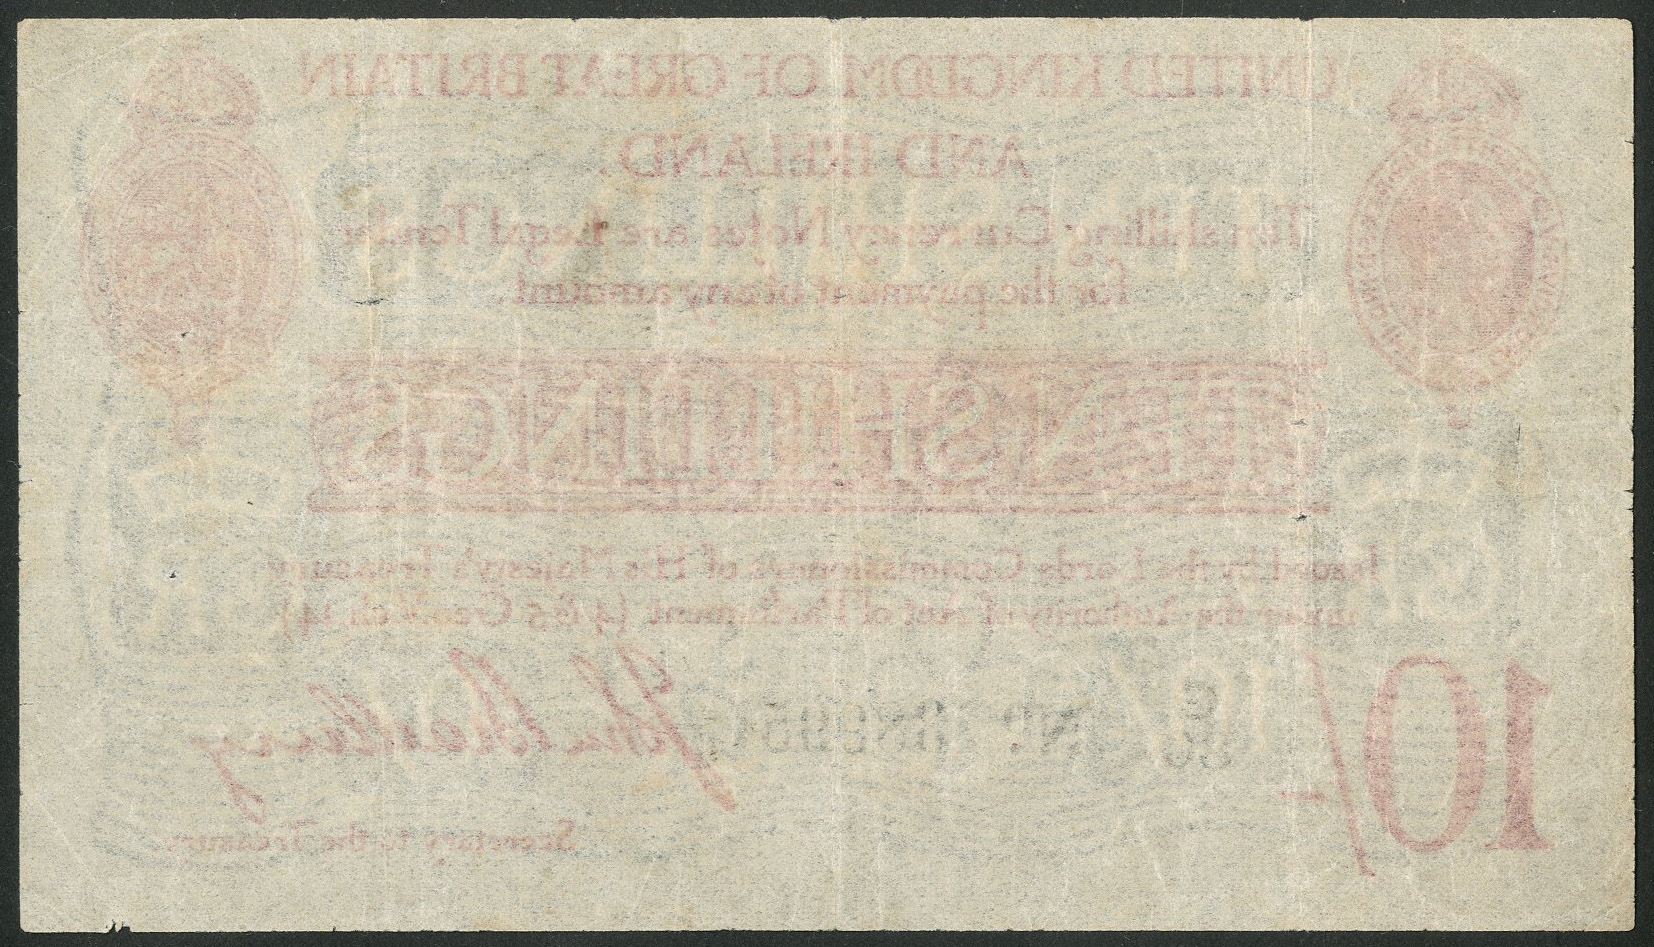 UNITED KINGDOM OF GREAT BRITAIN
AND IRELAND.
Ten shilling Currency Notes are Legal Tender
for the payment of any amount.
TEN SHILLINGS
Issued by the Lords Commissioners of His Majesty's Treasury
under the Authority of Act of Parliament (4 & 5 Geo.V. ch. 14)
10/-
No.
John Bradbury
Secretary to the Treasury.